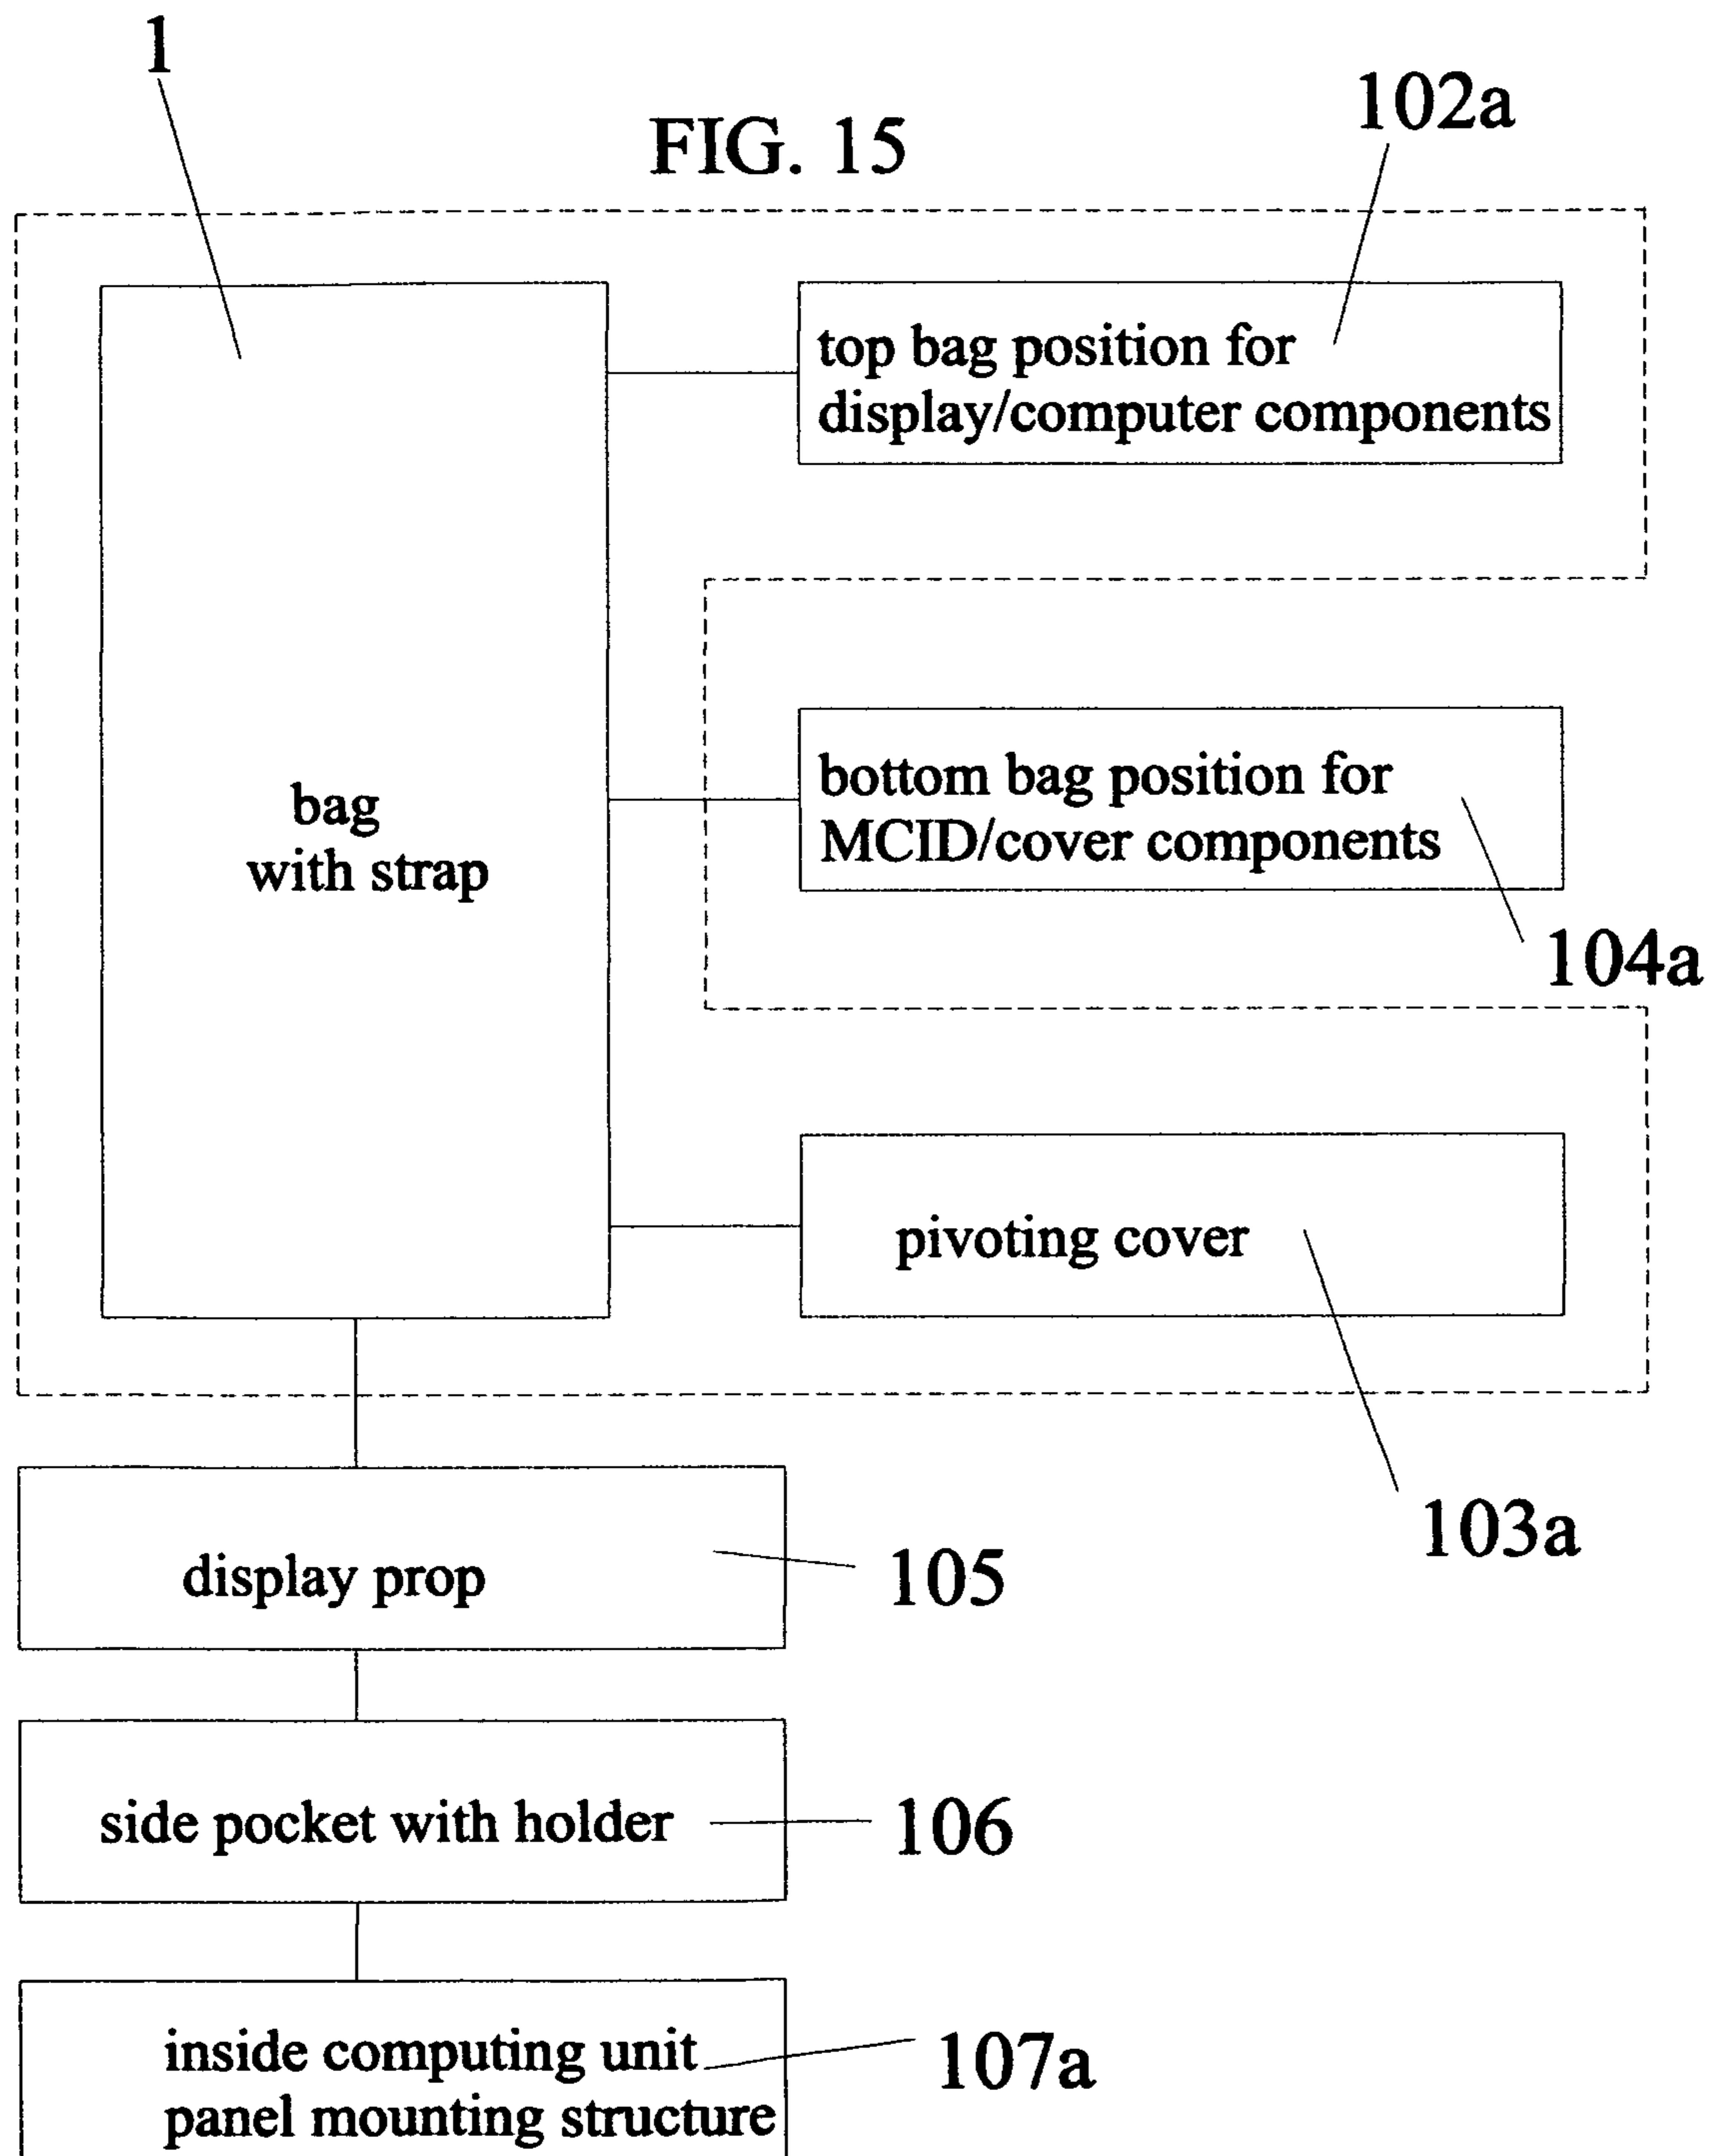 1
FIG. 15
102a
top bag position for
display/computer components
bag
with strap
bottom bag position for
MCID/cover components
104a
pivoting cover
103a
display prop
105
side pocket with holder
106
inside computing unit
panel mounting structure
107a